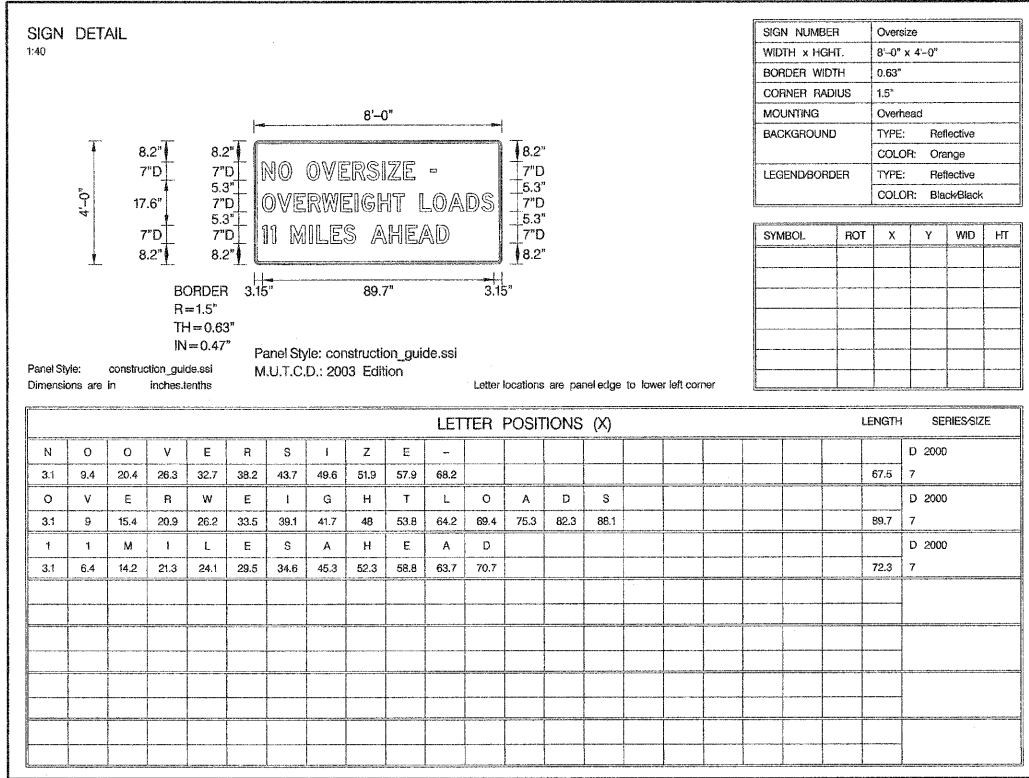 SIGN DETAIL
1:40
SIGN NUMBER Oversize
WIDTH x HGHT. 8'-0" x 4'-0"
BORDER WIDTH 0.63"
CORNER RADIUS 1.5"
MOUNTING Overhead
BACKGROUND TYPE: Reflective
COLOR: Orange
LEGEND/BORDER TYPE: Reflective
COLOR: Black/Black
8'-0"
4'-0"
8.2" 8.2" 8.2"
7"D 7"D NO OVERSIZE - 7"D
5.3" 5.3"
17.6" 7"D OVERWEIGHT LOADS 7"D
5.3" 5.3"
7"D 7"D 11 MILES AHEAD 7"D
8.2" 8.2" 8.2"
3.15" 89.7" 3.15"
BORDER
R=1.5"
TH=0.63"
IN=0.47"
Panel Style: construction_guide.ssi
M.U.T.C.D.: 2003 Edition
Panel Style: construction_guide.ssi
Dimensions are in inches.tenths
Letter locations are panel edge to lower left corner
SYMBOL ROT X Y WID HT
LETTER POSITIONS (X) LENGTH SERIES/SIZE
N O O V E R S I Z E - D 2000
3.1 9.4 20.4 26.3 32.7 38.2 43.7 49.6 51.9 57.9 68.2 67.5 7
O V E R W E I G H T L O A D S D 2000
3.1 9 15.4 20.9 26.2 33.5 39.1 41.7 48 53.8 64.2 69.4 75.3 82.3 88.1 89.7 7
1 1 M I L E S A H E A D D 2000
3.1 6.4 14.2 21.3 24.1 29.5 34.6 45.3 52.3 58.8 63.7 70.7 72.3 7